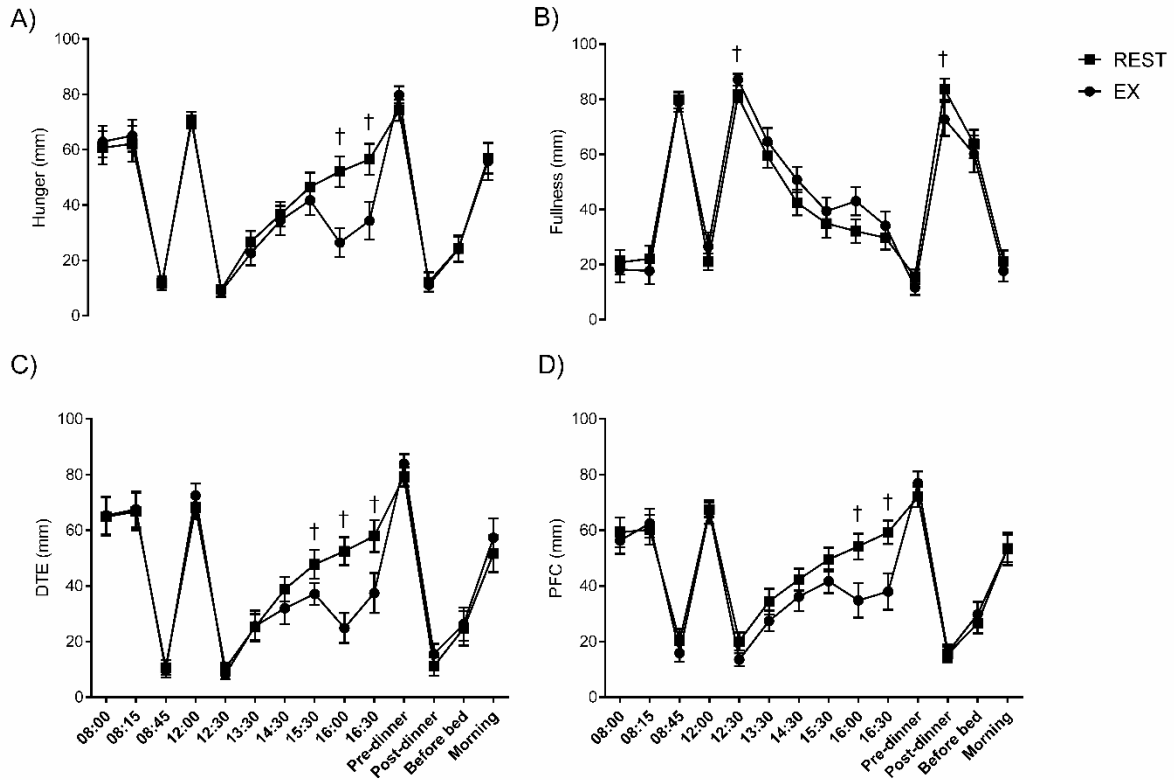 A)
100
80
60
40
20
0
Hunger (mm)
†
†
B)
100
80
60
40
20
0
Fullness (mm)
†
†
REST
EX
C)
100
80
60
40
20
0
DTE (mm)
†
†
†
08:00
08:15
08:45
12:00
12:30
13:30
14:30
15:30
16:00
16:30
Pre-dinner
Post-dinner
Before bed
Morning
D)
100
80
60
40
20
0
PFC (mm)
†
†
08:00
08:15
08:45
12:00
12:30
13:30
14:30
15:30
16:00
16:30
Pre-dinner
Post-dinner
Before bed
Morning